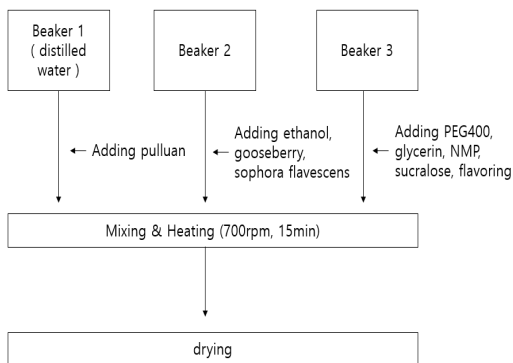 Beaker 1
( distilled
water )
Beaker 2
Beaker 3
Adding pulluan
Adding ethanol,
gooseberry,
sophora flavescens
Adding PEG400,
glycerin, NMP,
sucralose, flavoring
Mixing & Heating (700rpm, 15min)
drying